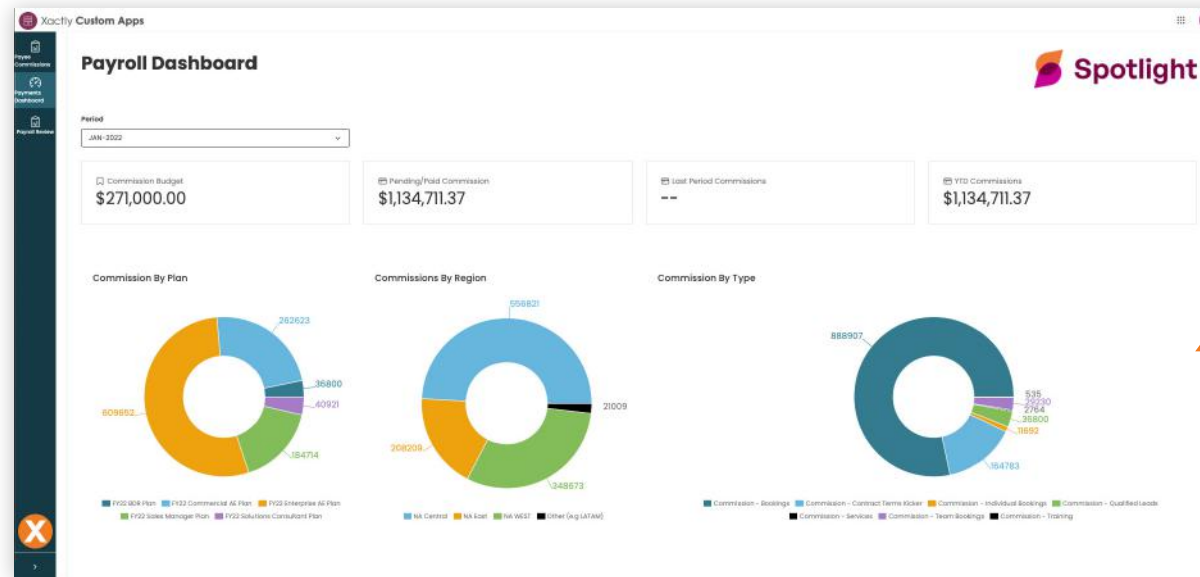 Xactly Custom Apps
Payee
Commissions
Payments
Dashboard
Payroll Review
Payroll Dashboard
Spotlight
Period
JAN-2022
Commission Budget
$271,000.00
Pending/Paid Commission
$1,134,711.37
Last Period Commissions
--
YTD Commissions
$1,134,711.37
Commission By Plan
262623
36800
40921
184714
FY22 BDR Plan FY22 Commercial AE Plan FY22 Enterprise AE Plan
FY22 Sales Manager Plan FY22 Solutions Consultant Plan
Commissions By Region
556821
21009
208209
348673
NA Central NA East NA WEST Other (e.g LATAM)
Commission By Type
888907
535
29230
2764
36800
11692
164783
Commission - Bookings Commission - Contract Terms Kicker Commission - Individual Bookings Commission - Qualified Leads
Commission - Services Commission - Team Bookings Commission - Training
X